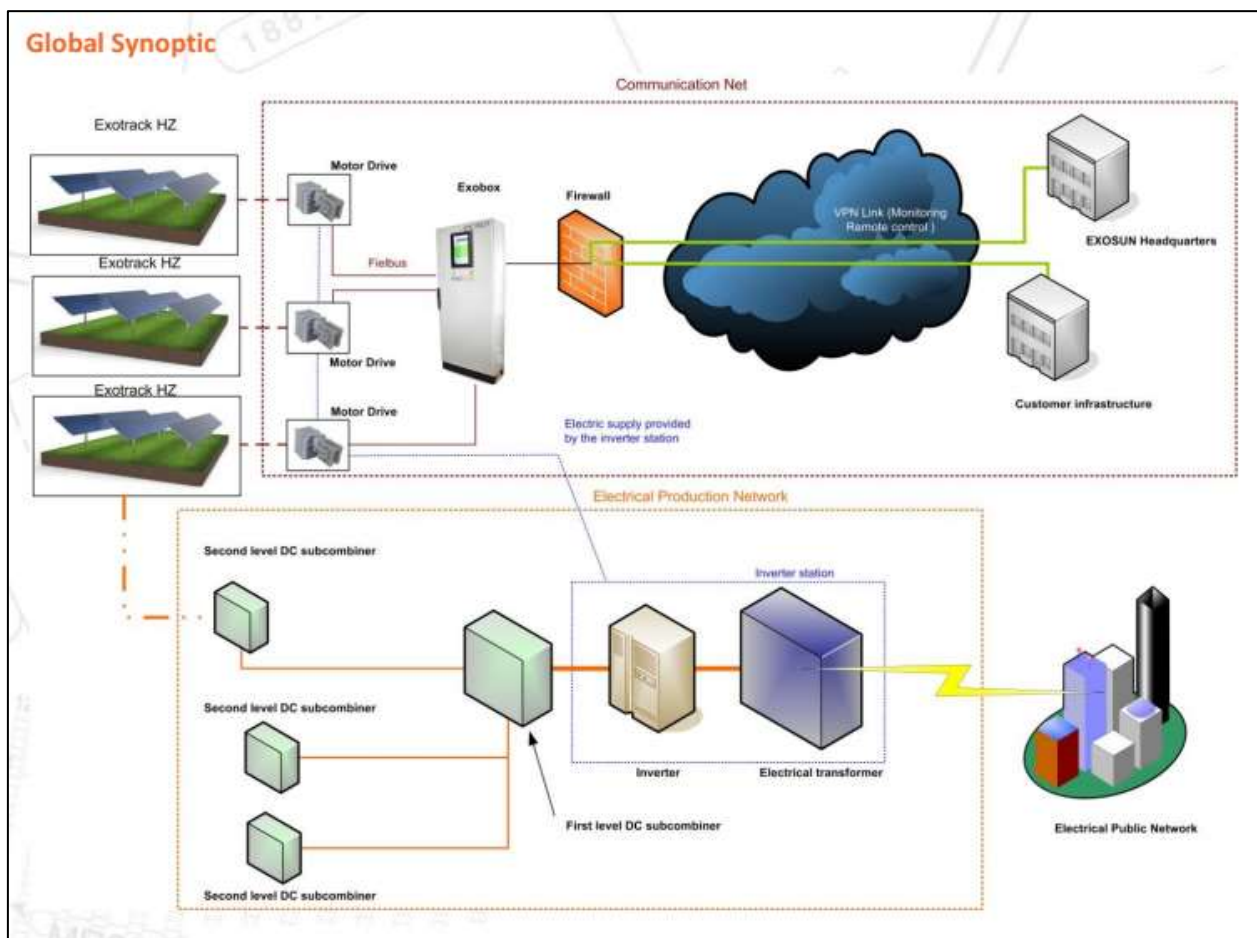 Global Synoptic
Communication Net
Exotrack HZ
Motor Drive
Exobox
Firewall
VPN Link (Monitoring
Remote control )
EXOSUN Headquarters
Exotrack HZ
Fielbus
Motor Drive
Exotrack HZ
Motor Drive
Customer infrastructure
Electric supply provided
by the inverter station
Electrical Production Network
Second level DC subcombiner
Inverter station
Second level DC subcombiner
Inverter
Electrical transformer
First level DC subcombiner
Electrical Public Network
Second level DC subcombiner